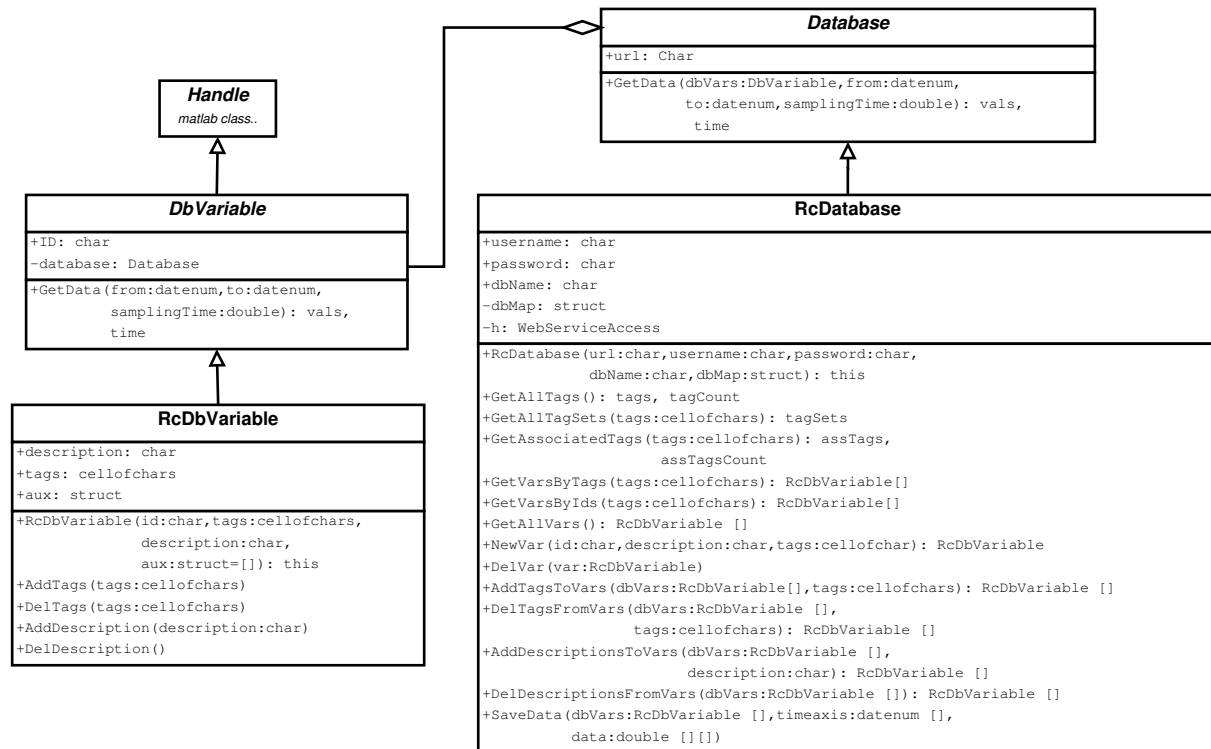 Database
+url: Char
+GetData(dbVars:DbVariable,from:datenum,
to:datenum,samplingTime:double): vals,
time
Handle
matlab class..
DbVariable
+ID: char
-database: Database
+GetData(from:datenum,to:datenum,
samplingTime:double): vals,
time
RcDbVariable
+description: char
+tags: cellofchars
+aux: struct
+RcDbVariable(id:char,tags:cellofchars,
description:char,
aux:struct=[]): this
+AddTags(tags:cellofchars)
+DelTags(tags:cellofchars)
+AddDescription(description:char)
+DelDescription()
RcDatabase
+username: char
+password: char
+dbName: char
-dbMap: struct
-h: WebServiceAccess
+RcDatabase(url:char,username:char,password:char,
dbName:char,dbMap:struct): this
+GetAllTags(): tags, tagCount
+GetAllTagSets(tags:cellofchars): tagSets
+GetAssociatedTags(tags:cellofchars): assTags,
assTagsCount
+GetVarsByTags(tags:cellofchars): RcDbVariable[]
+GetVarsByIds(tags:cellofchars): RcDbVariable[]
+GetAllVars(): RcDbVariable []
+NewVar(id:char,description:char,tags:cellofchar): RcDbVariable
+DelVar(var:RcDbVariable)
+AddTagsToVars(dbVars:RcDbVariable[],tags:cellofchars): RcDbVariable []
+DelTagsFromVars(dbVars:RcDbVariable [],
tags:cellofchars): RcDbVariable []
+AddDescriptionsToVars(dbVars:RcDbVariable [],
description:char): RcDbVariable []
+DelDescriptionsFromVars(dbVars:RcDbVariable []): RcDbVariable []
+SaveData(dbVars:RcDbVariable [],timeaxis:datenum [],
data:double [][])